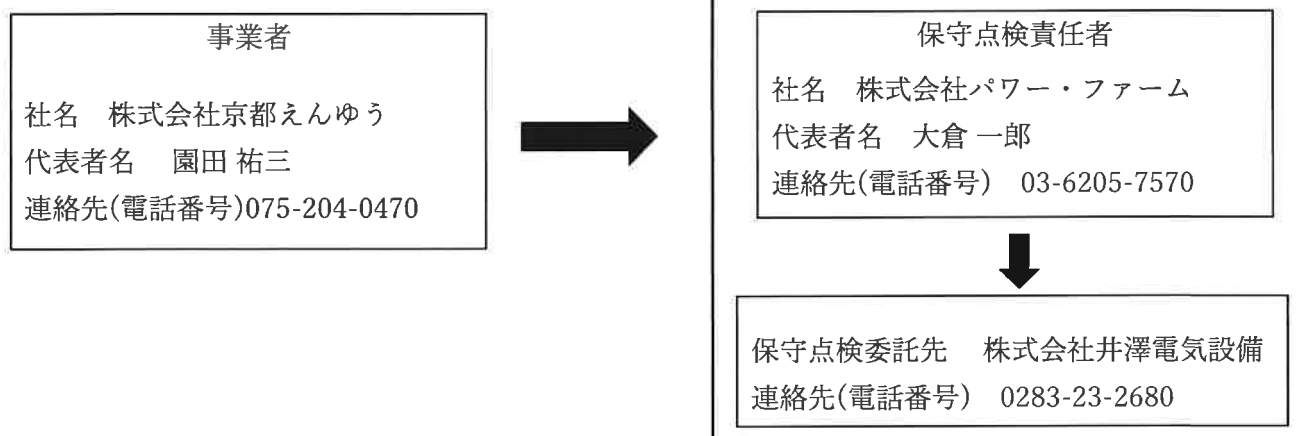 事業者
社名　株式会社京都えんゆう
代表者名　園田 祐三
連絡先(電話番号)075-204-0470
保守点検責任者
社名　株式会社パワー・ファーム
代表者名　大倉 一郎
連絡先(電話番号)　03-6205-7570
保守点検委託先　株式会社井澤電気設備
連絡先(電話番号)　0283-23-2680